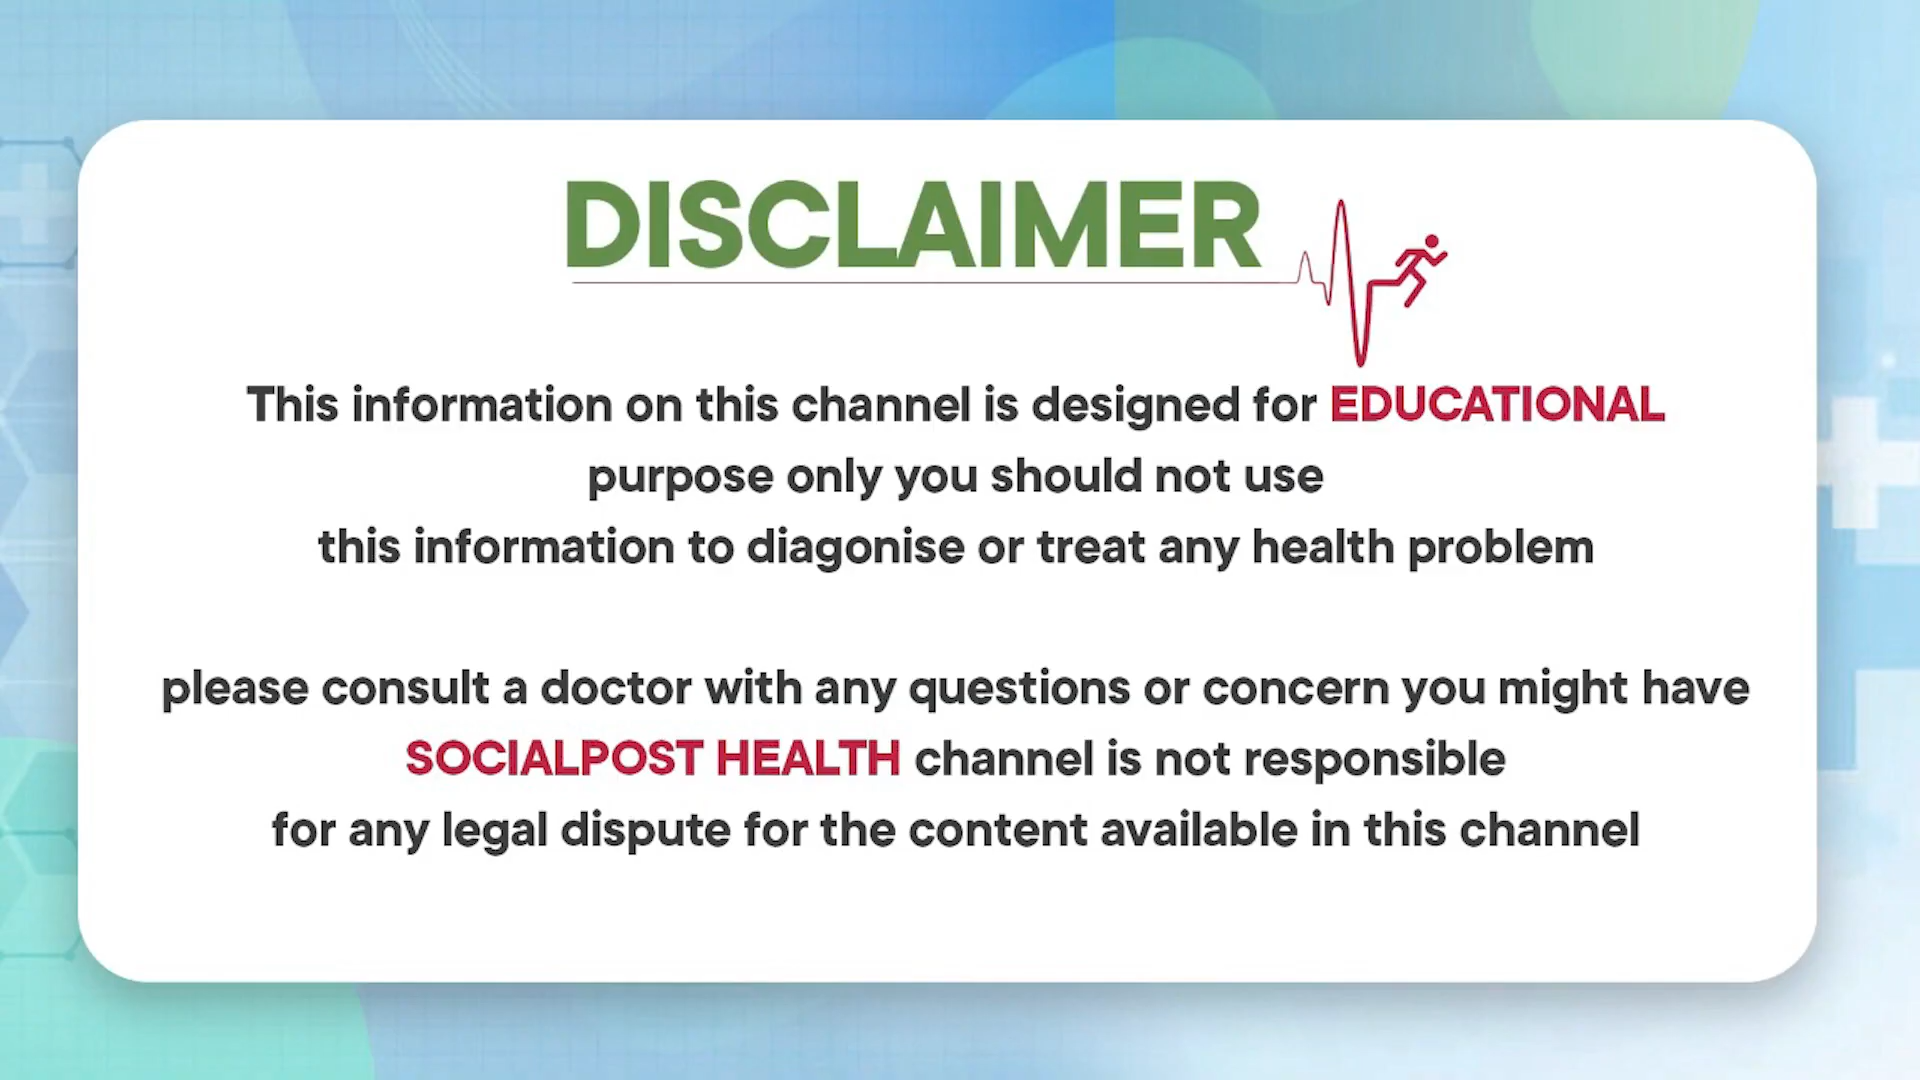 DISCLAIMER
This information on this channel is designed for EDUCATIONAL
purpose only you should not use
this information to diagonise or treat any health problem
please consult a doctor with any questions or concern you might have
SOCIALPOST HEALTH channel is not responsible
for any legal dispute for the content available in this channel